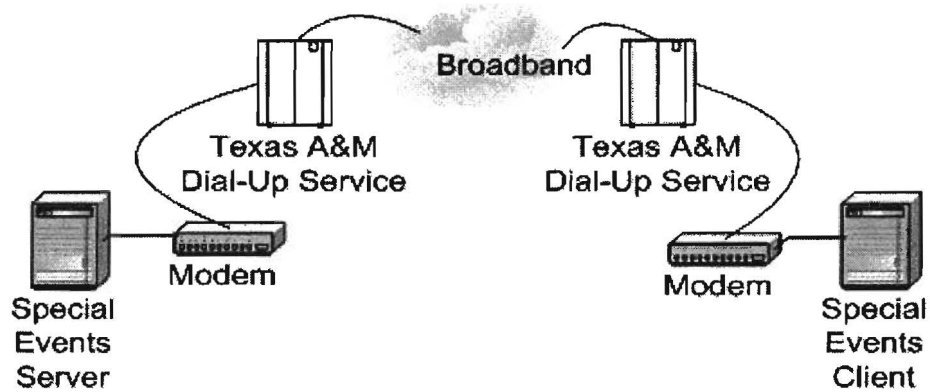 Broadband
Texas A&M
Dial-Up Service
Texas A&M
Dial-Up Service
Modem
Modem
Special
Events
Server
Special
Events
Client